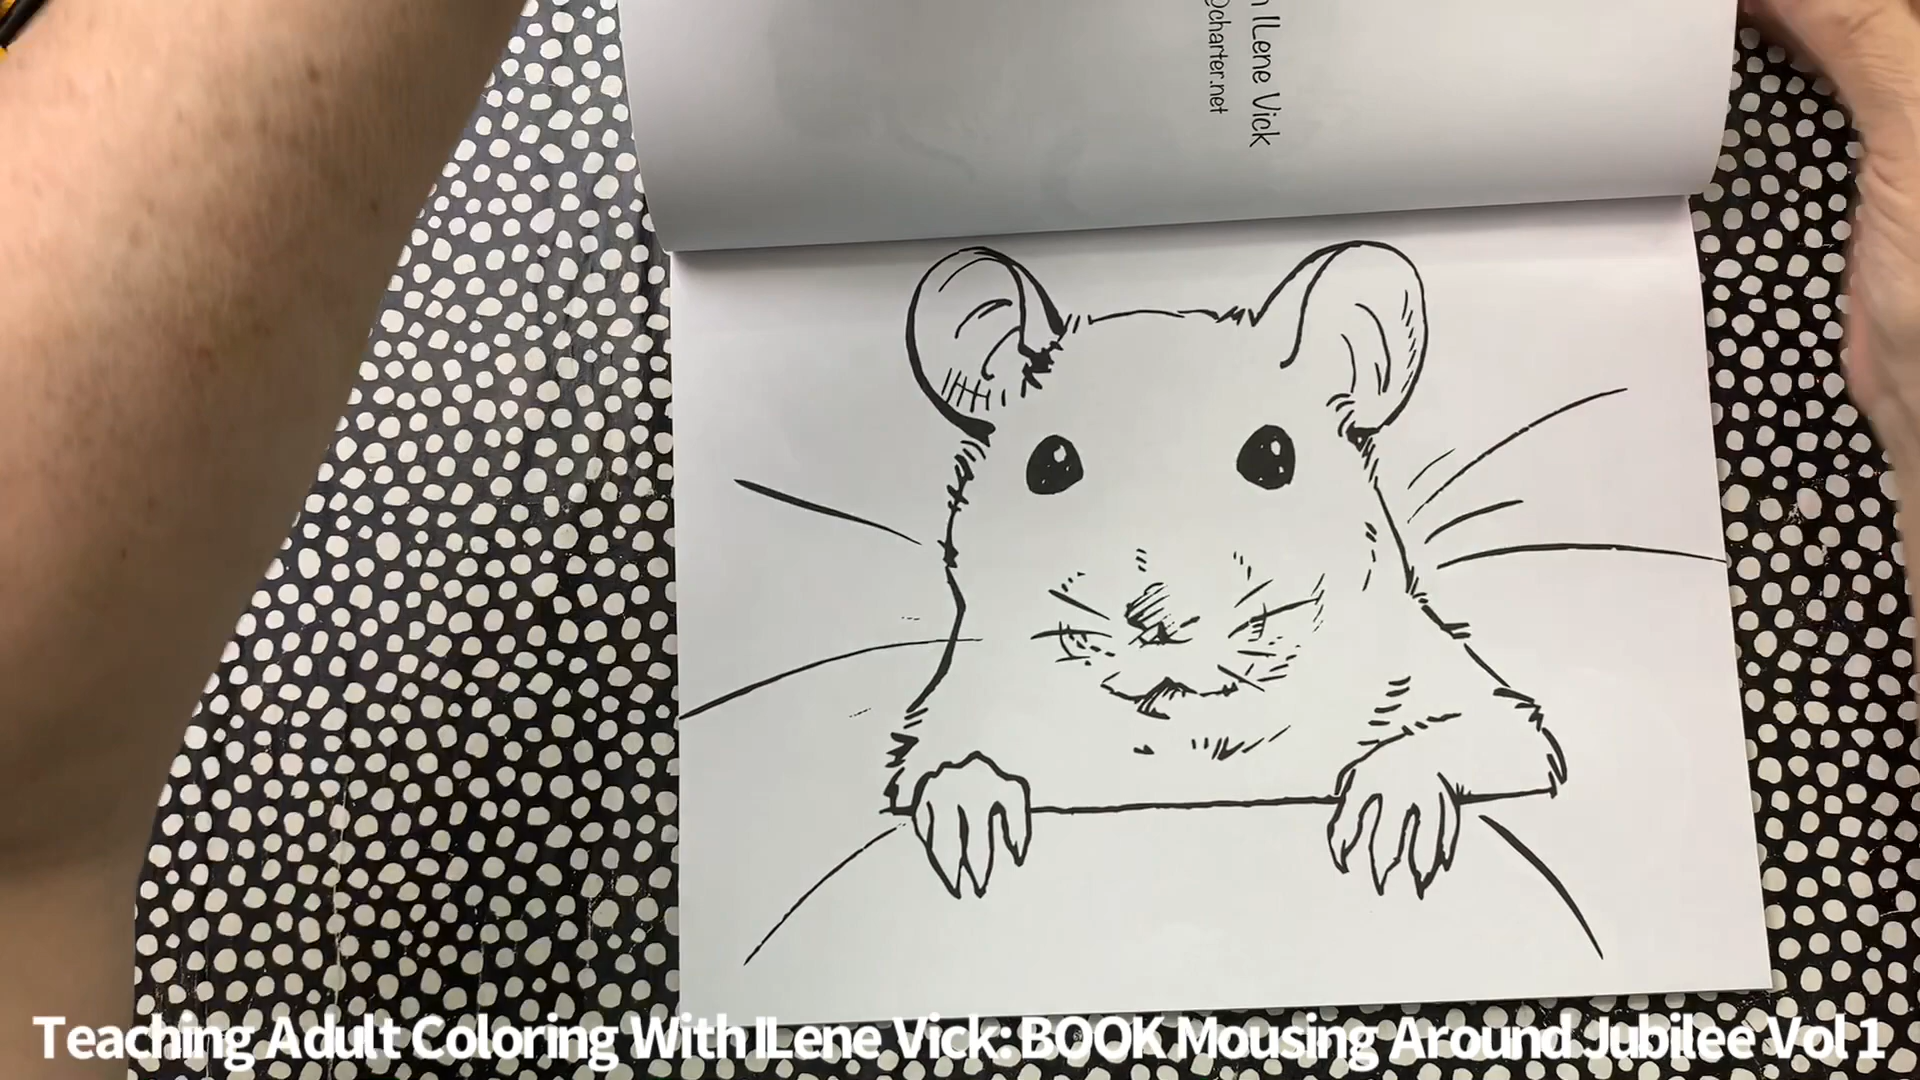 ILene Vick
@charter.net
Teaching Adult Coloring With ILene Vick: BOOK Mousing Around Jubilee Vol 1